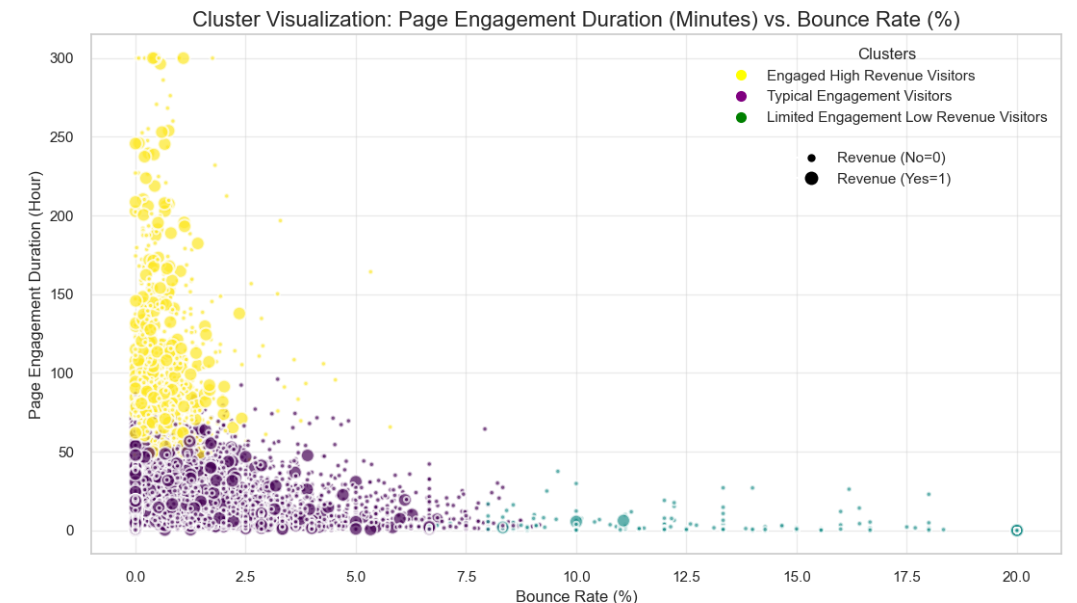 Cluster Visualization: Page Engagement Duration (Minutes) vs. Bounce Rate (%)
Clusters
Engaged High Revenue Visitors
Typical Engagement Visitors
Limited Engagement Low Revenue Visitors
Revenue (No=0)
Revenue (Yes=1)
Page Engagement Duration (Hour)
300
250
200
150
100
50
0
0.0 2.5 5.0 7.5 10.0 12.5 15.0 17.5 20.0
Bounce Rate (%)